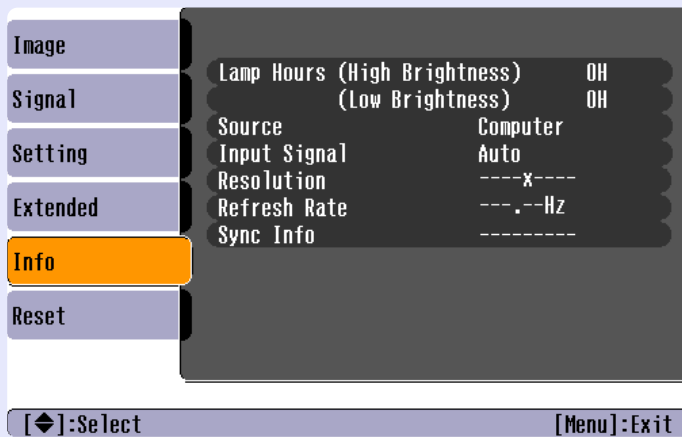 Image
Signal
Setting
Extended
Info
Reset
Lamp Hours (High Brightness) 0H
(Low Brightness) 0H
Source Computer
Input Signal Auto
Resolution ----x----
Refresh Rate ---.--Hz
Sync Info ---------
[◆]:Select [Menu]:Exit